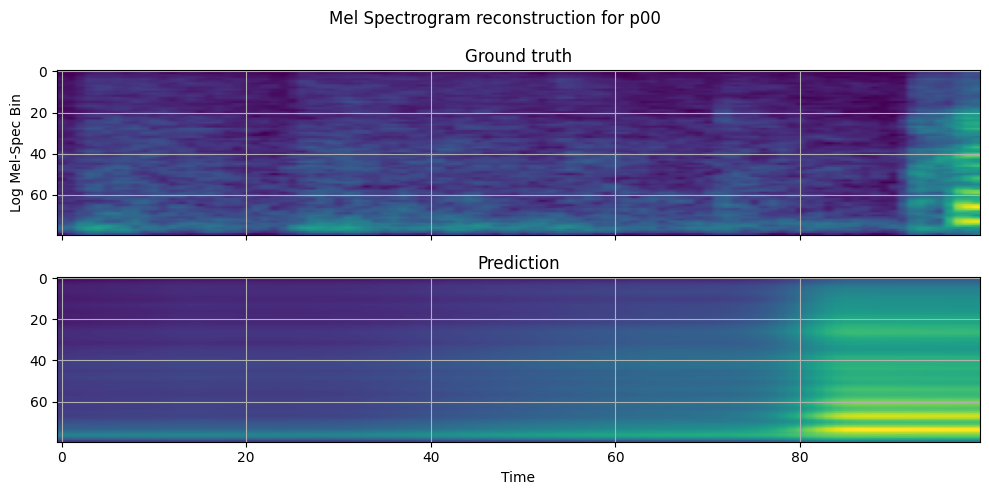 Mel Spectrogram reconstruction for p00
Ground truth
Log Mel-Spec Bin
0
20
40
60
Prediction
0
20
40
60
0 20 40 60 80
Time